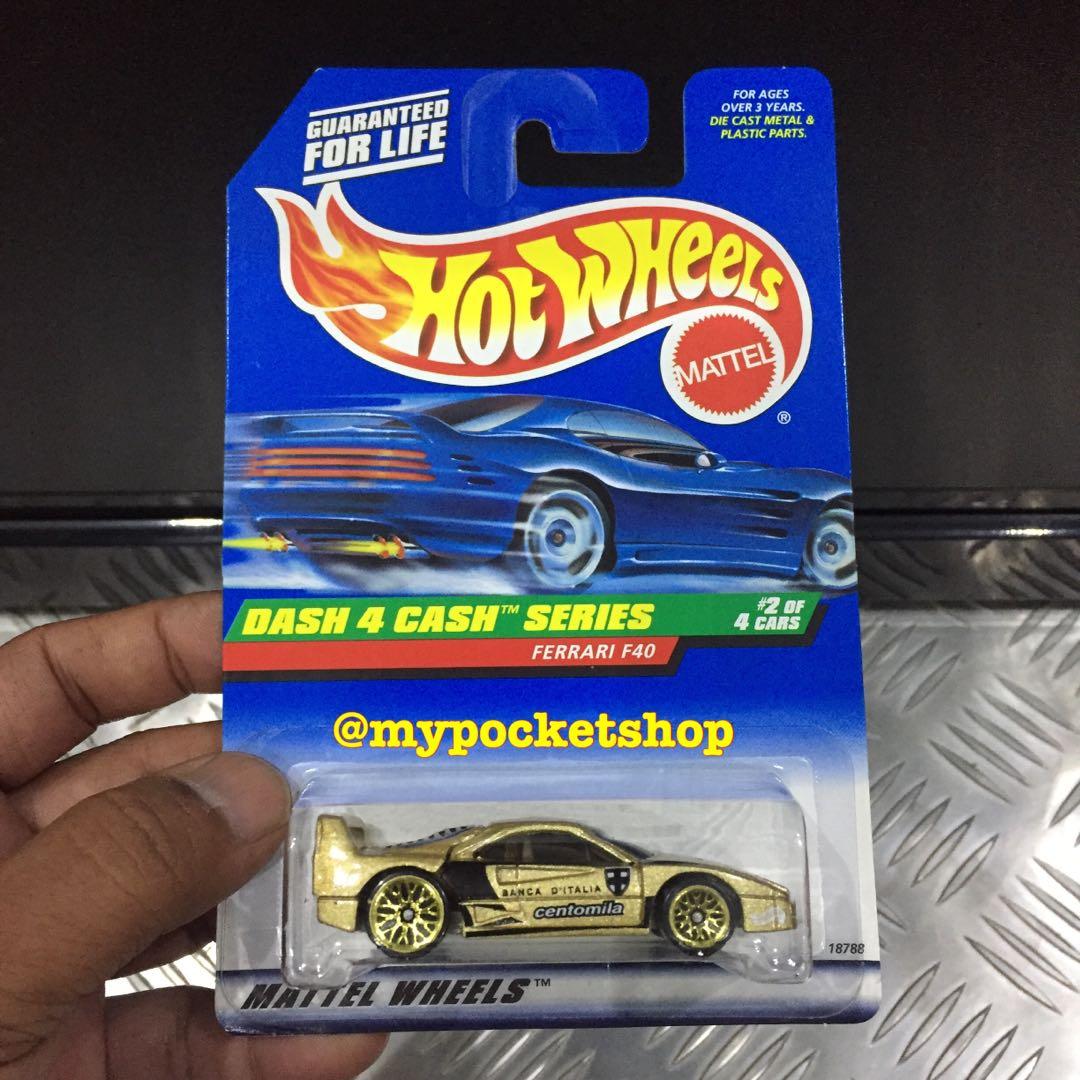 GUARANTEED
FOR LIFE
FOR AGES
OVER 3 YEARS.
DIE CAST METAL &
PLASTIC PARTS.
HOT WHEELS
MATTEL
®
DASH 4 CASH™ SERIES
#2 OF
4 CARS
FERRARI F40
@mypocketshop
BANCA D'ITALIA
centomila
18788
MATTEL WHEELS™